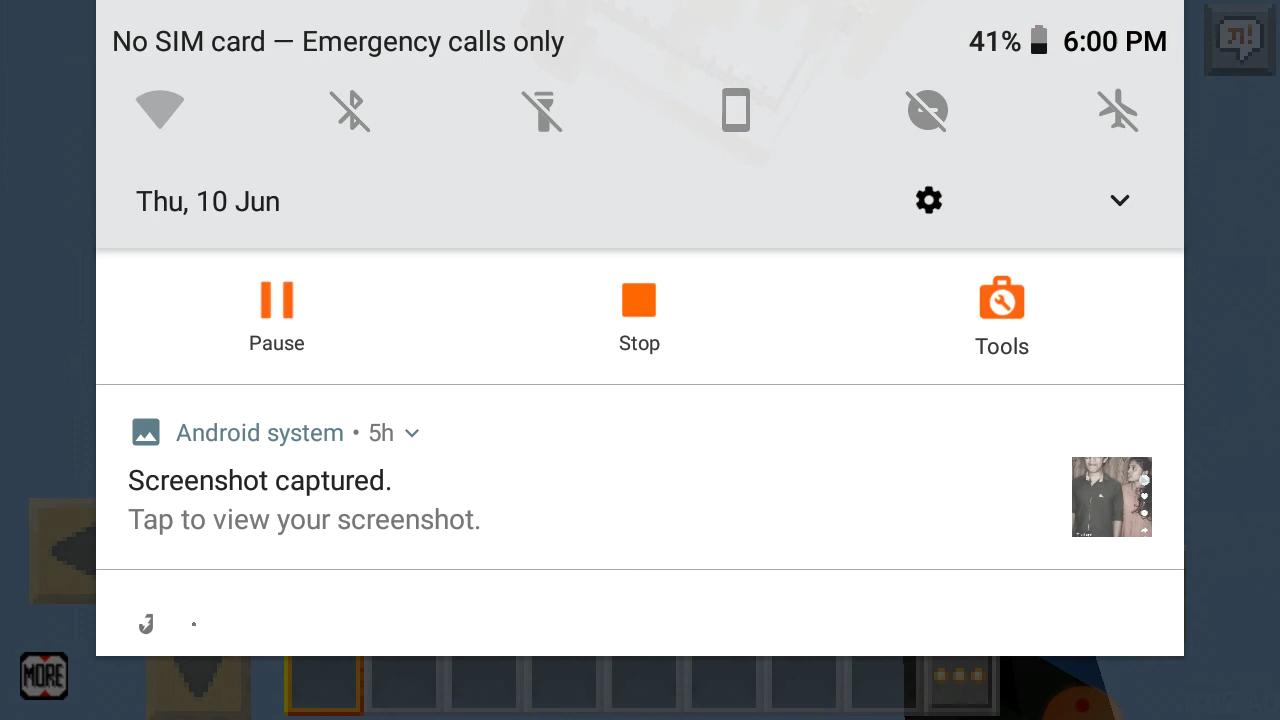 No SIM card — Emergency calls only
41% 6:00 PM
Thu, 10 Jun
Pause
Stop
Tools
Android system • 5h
Screenshot captured.
Tap to view your screenshot.
MORE